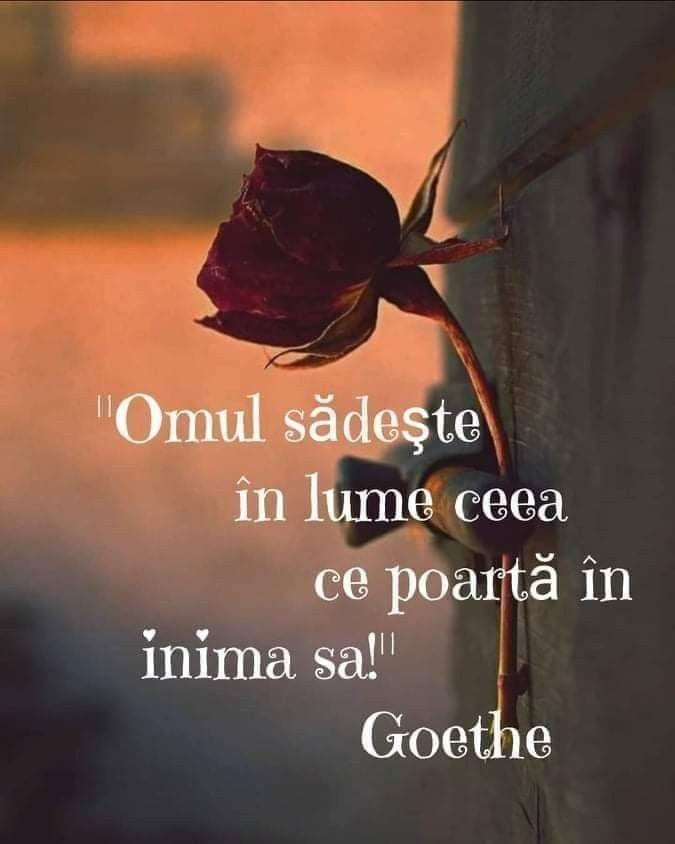 "Omul sădeşte
în lume ceea
ce poartă în
inima sa!"
Goethe